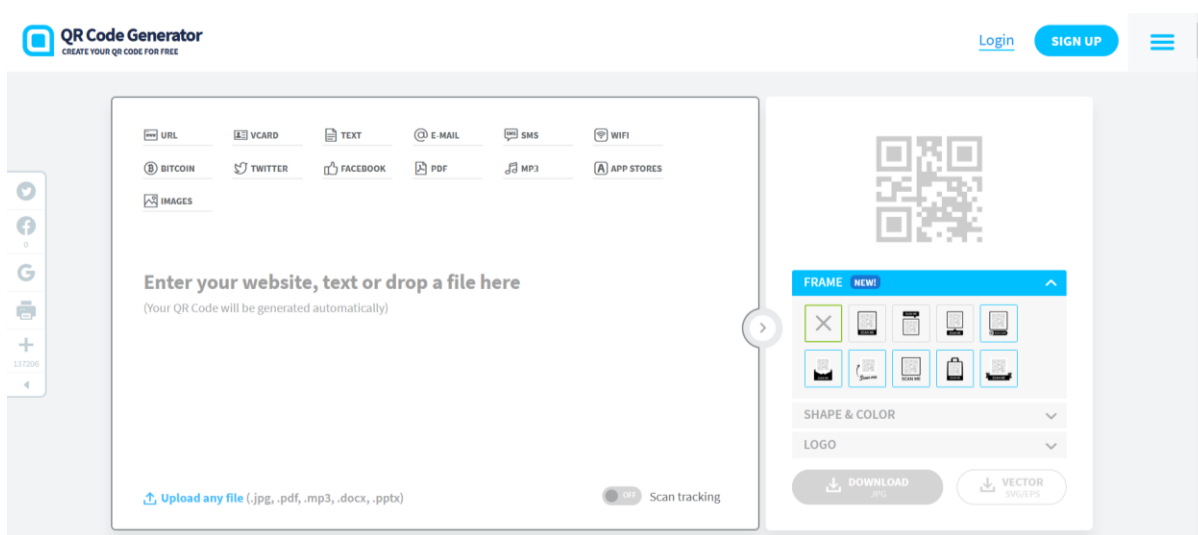 QR Code Generator
CREATE YOUR QR CODE FOR FREE
Login
SIGN UP
URL
VCARD
TEXT
E-MAIL
SMS
WIFI
BITCOIN
TWITTER
FACEBOOK
PDF
MP3
APP STORES
IMAGES
0
137206
Enter your website, text or drop a file here
(Your QR Code will be generated automatically)
Upload any file (.jpg, .pdf, .mp3, .docx, .pptx)
OFF
Scan tracking
FRAME NEW!
SCAN ME
SHAPE & COLOR
LOGO
DOWNLOAD
JPG
VECTOR
SVG/EPS